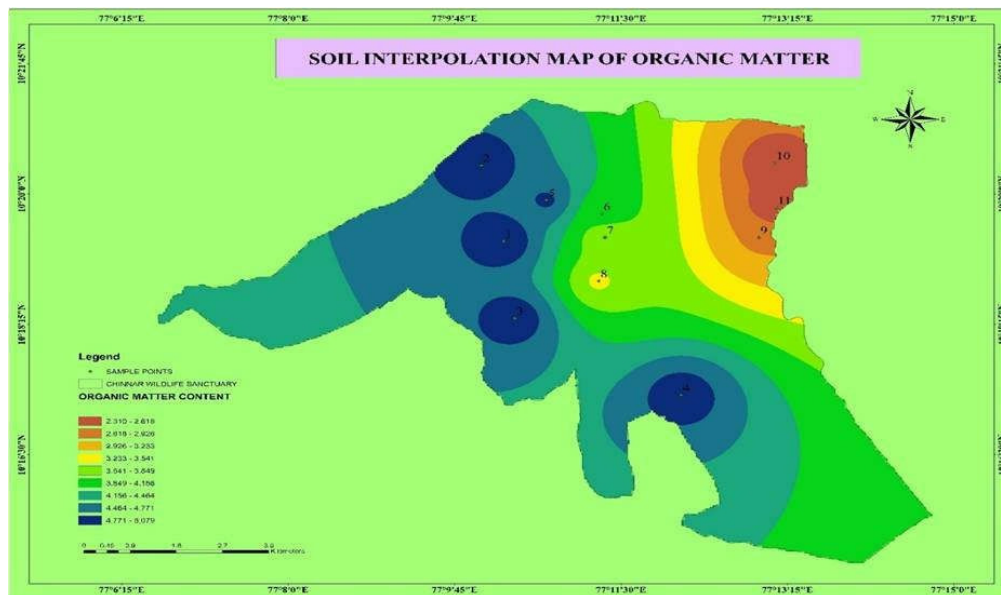 77°6'15"E 77°8'0"E 77°9'45"E 77°11'30"E 77°13'15"E 77°15'0"E
SOIL INTERPOLATION MAP OF ORGANIC MATTER
N
W E
S
10°21'45"N
10°20'0"N
10°18'15"N
10°16'30"N
10
2
5
11
6
7
9
8
3
4
Legend
SAMPLE POINTS
CHINNAR WILDLIFE SANCTUARY
ORGANIC MATTER CONTENT
2.310 - 2.618
2.618 - 2.926
2.926 - 3.233
3.233 - 3.541
3.541 - 3.849
3.849 - 4.156
4.156 - 4.464
4.464 - 4.771
4.771 - 5.079
0 0.45 0.9 1.8 2.7 3.6
Kilometers
77°6'15"E 77°8'0"E 77°9'45"E 77°11'30"E 77°13'15"E 77°15'0"E